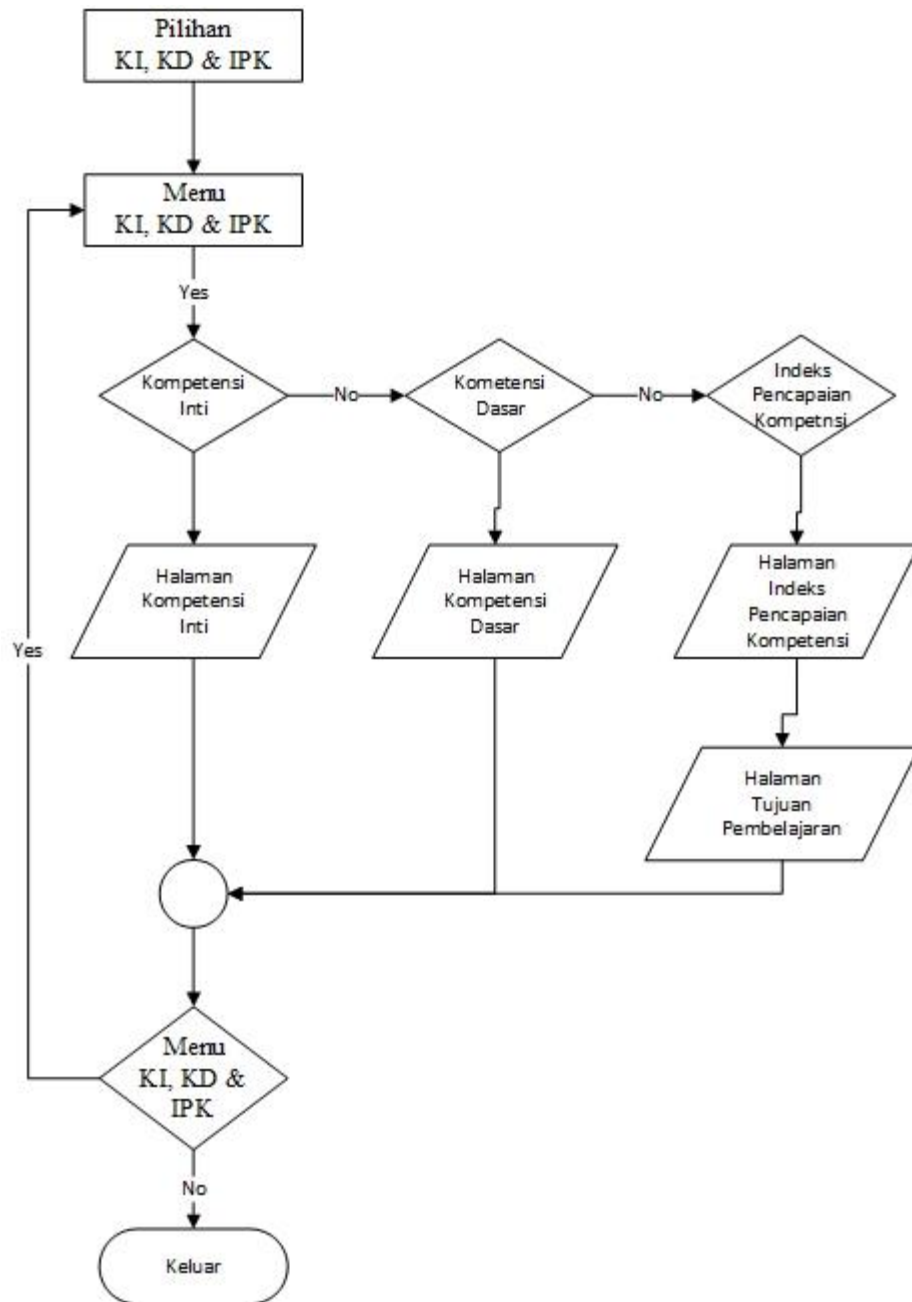 Pilihan
KI, KD & IPK
Menu
KI, KD & IPK
Yes
Kompetensi
Inti
No
Kometensi
Dasar
No
Indeks
Pencapaian
Kompetnsi
Halaman
Kompetensi
Inti
Halaman
Kompetensi
Dasar
Halaman
Indeks
Pencapaian
Kompetensi
Yes
Halaman
Tujuan
Pembelajaran
Menu
KI, KD &
IPK
No
Keluar